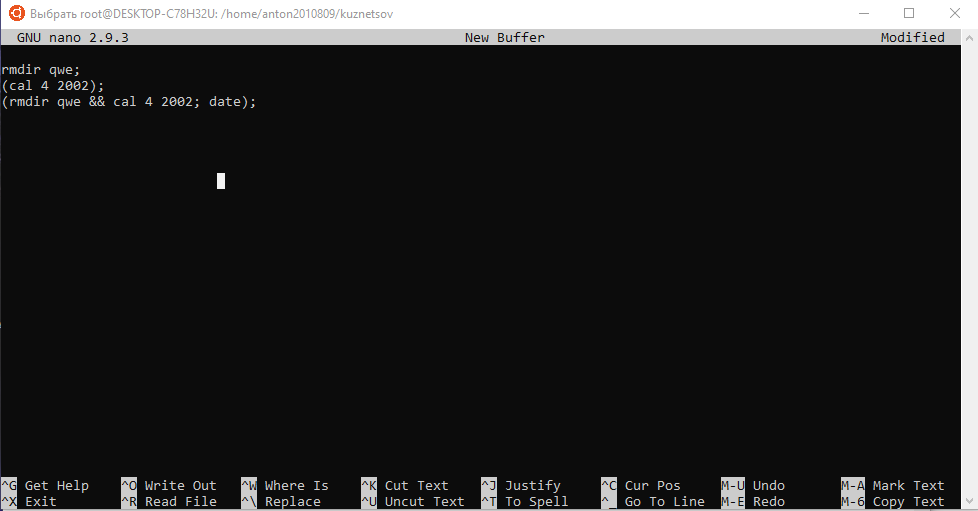 Выбрать root@DESKTOP-C78H32U: /home/anton2010809/kuznetsov
GNU nano 2.9.3 New Buffer Modified
rmdir qwe;
(cal 4 2002);
(rmdir qwe && cal 4 2002; date);
^G Get Help ^O Write Out ^W Where Is ^K Cut Text ^J Justify ^C Cur Pos M-U Undo M-A Mark Text
^X Exit ^R Read File ^\ Replace ^U Uncut Text ^T To Spell ^_ Go To Line M-E Redo M-6 Copy Text